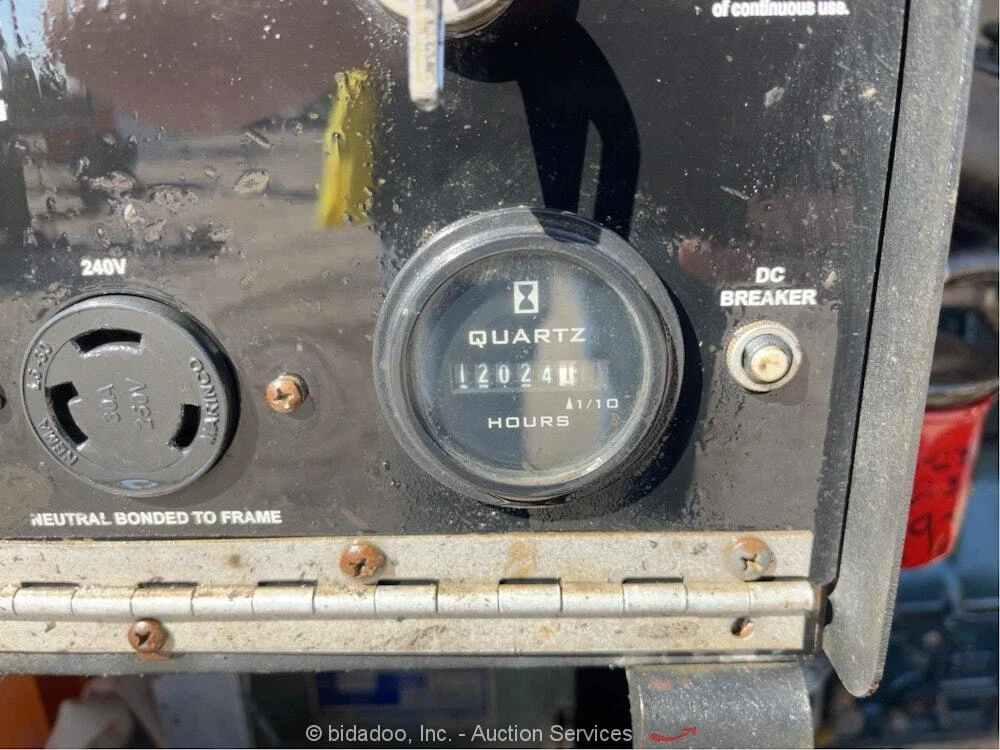 of continuous use.
240V
DC
BREAKER
QUARTZ
2024
1/10
HOURS
30A
250V
MARINCO
NEMA
NEUTRAL BONDED TO FRAME
© bidadoo, Inc. - Auction Services